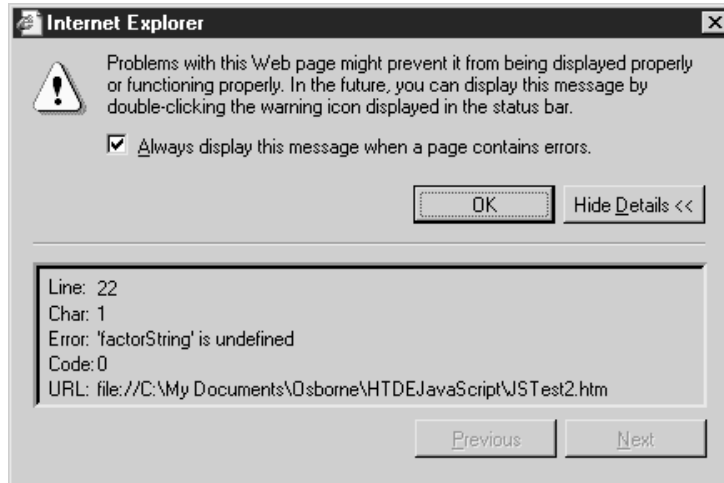 Internet Explorer
Problems with this Web page might prevent it from being displayed properly
or functioning properly. In the future, you can display this message by
double-clicking the warning icon displayed in the status bar.
Always display this message when a page contains errors.
OK
Hide Details <<
Line: 22
Char: 1
Error: 'factorString' is undefined
Code: 0
URL: file://C:\My Documents\Osborne\HTDEJavaScript\JSTest2.htm
Previous
Next